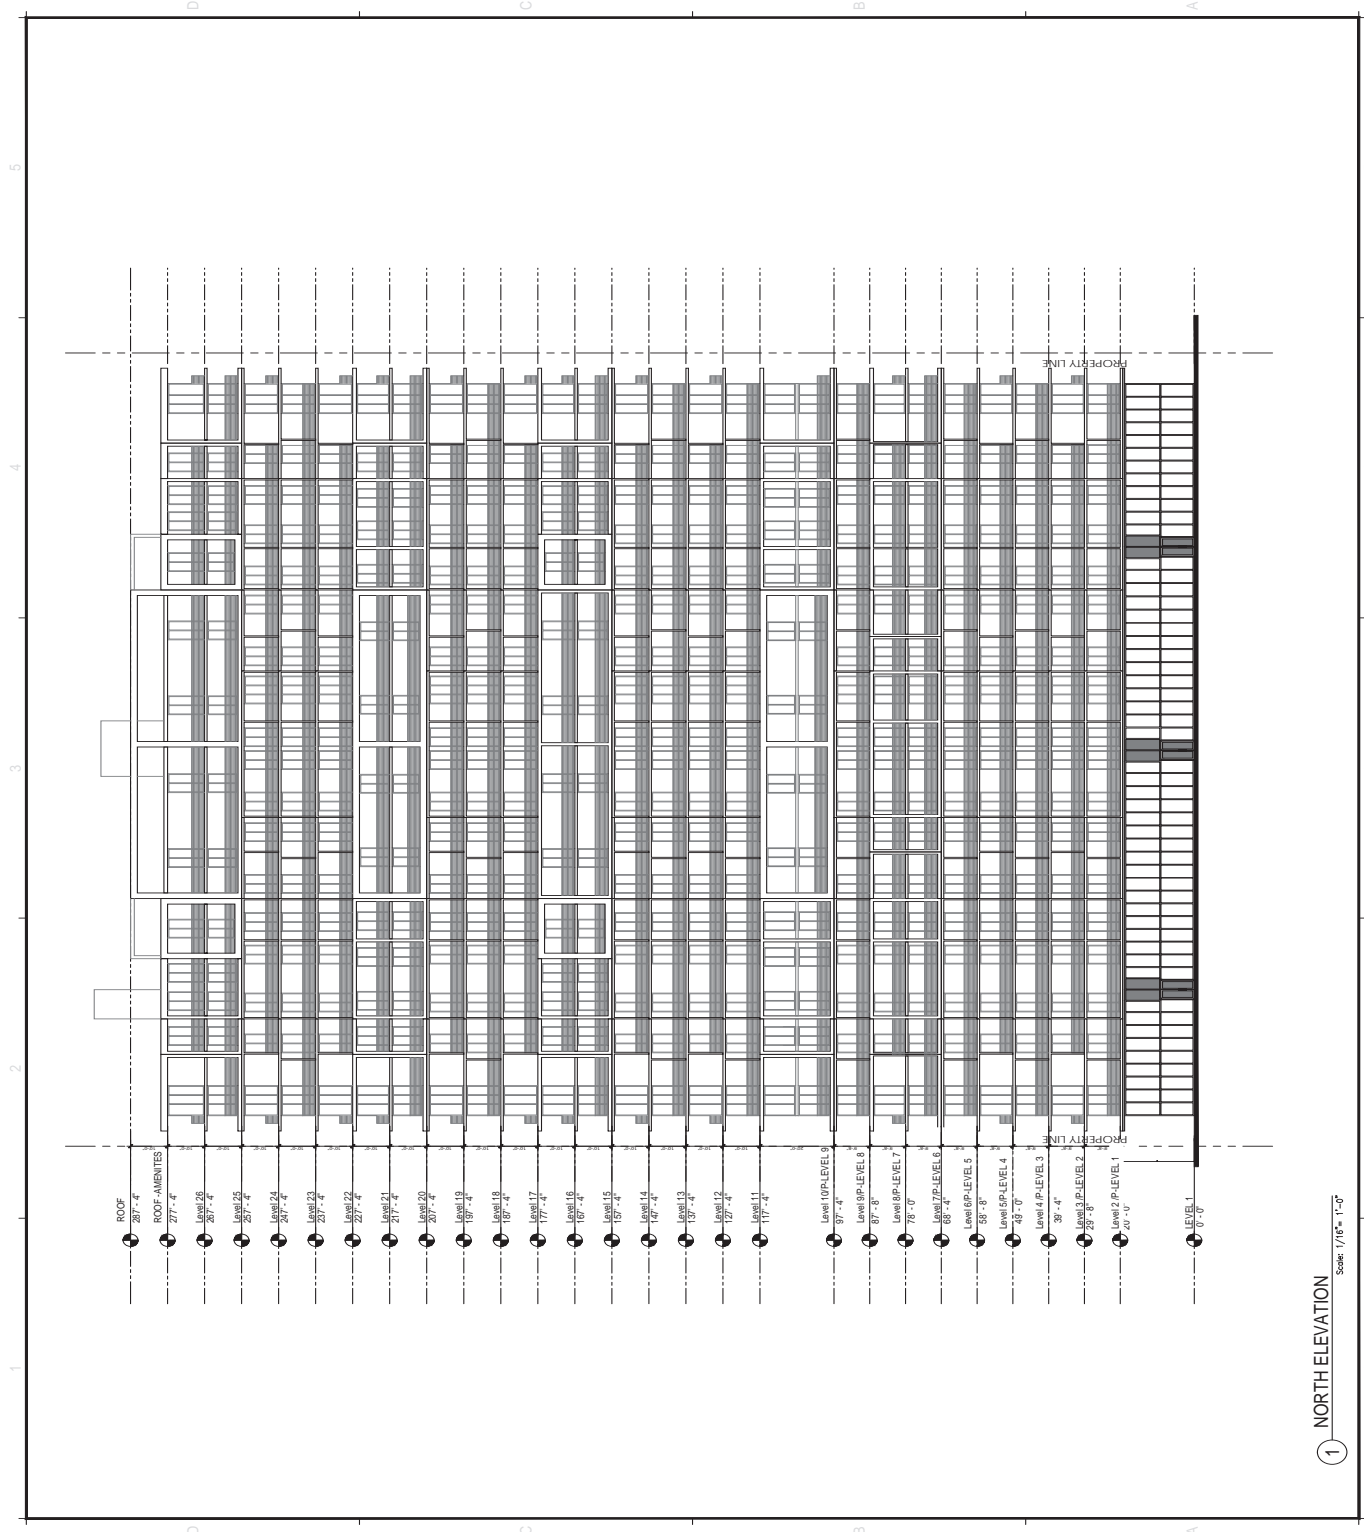 D
C
B
A
5
4
3
2
1
ROOF
287' - 4"
ROOF -AMENITES
277' - 4"
Level 26
267' - 4"
Level 25
257' - 4"
Level 24
247' - 4"
Level 23
237' - 4"
Level 22
227' - 4"
Level 21
217' - 4"
Level 20
207' - 4"
Level 19
197' - 4"
Level 18
187' - 4"
Level 17
177' - 4"
Level 16
167' - 4"
Level 15
157' - 4"
Level 14
147' - 4"
Level 13
137' - 4"
Level 12
127' - 4"
Level 11
117' - 4"
Level 10/P-LEVEL 9
97' - 4"
Level 9/P-LEVEL 8
87' - 8"
Level 8/P-LEVEL 7
78' - 0"
Level 7/P-LEVEL 6
68' - 4"
Level 6/P-LEVEL 5
58' - 8"
Level 5/P-LEVEL 4
49' - 0"
Level 4 /P-LEVEL 3
39' - 4"
Level 3 /P-LEVEL 2
29' - 8"
Level 2 /P-LEVEL 1
20' - 0"
LEVEL 1
0' - 0"
PROPERTY LINE
PROPERTY LINE
1 NORTH ELEVATION
Scale: 1/16"= 1'-0"
D
C
B
A